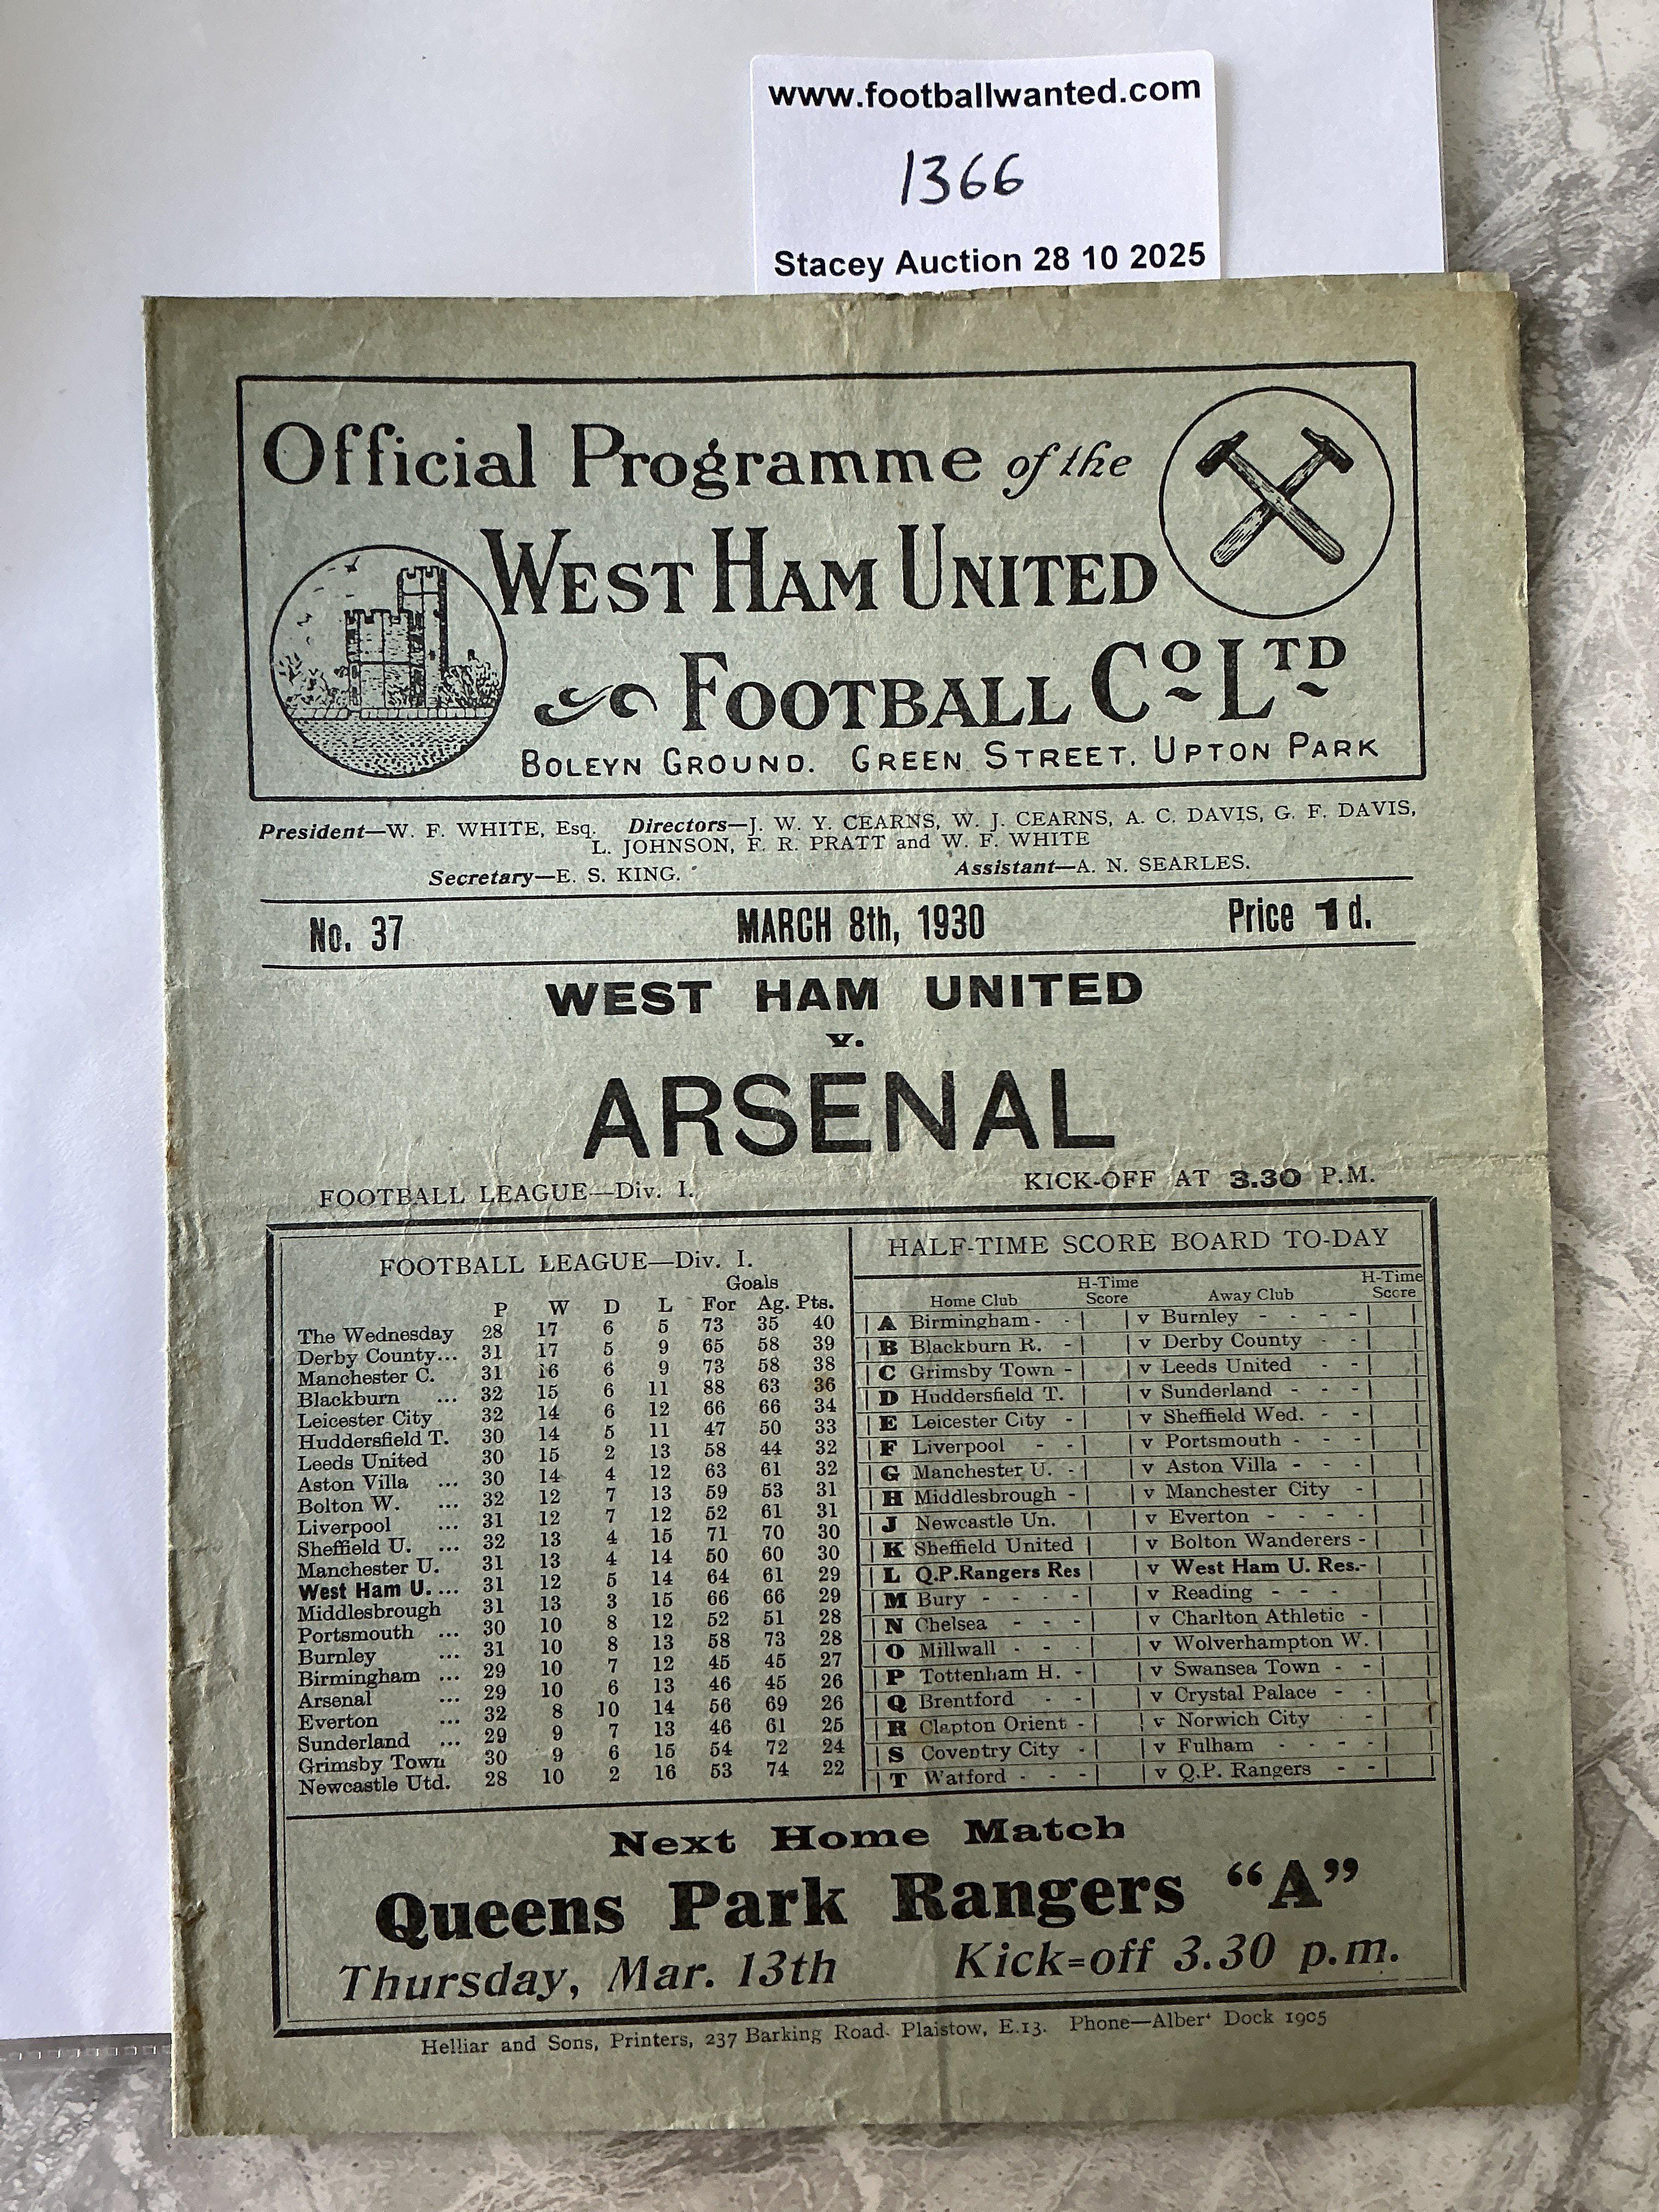 www.footballwanted.com
1366
Stacey Auction 28 10 2025
Official Programme of the
WEST HAM UNITED
FOOTBALL CO LTD
BOLEYN GROUND. GREEN STREET, UPTON PARK
President—W. F. WHITE, Esq. Directors—J. W. Y. CEARNS, W. J. CEARNS, A. C. DAVIS, G. F. DAVIS,
L. JOHNSON, F. R. PRATT and W. F. WHITE
Secretary—E. S. KING. Assistant—A. N. SEARLES.
No. 37 MARCH 8th, 1930 Price 1d.
WEST HAM UNITED
v.
ARSENAL
FOOTBALL LEAGUE—Div. I. KICK-OFF AT 3.30 P.M.
FOOTBALL LEAGUE—Div. I.
Goals
P W D L For Ag. Pts.
The Wednesday 28 17 6 5 73 35 40
Derby County... 31 17 5 9 65 58 39
Manchester C. 31 16 6 9 73 58 38
Blackburn ... 32 15 6 11 88 63 36
Leicester City 32 14 6 12 66 66 34
Huddersfield T. 30 14 5 11 47 50 33
Leeds United 30 15 2 13 58 44 32
Aston Villa ... 30 14 4 12 63 61 32
Bolton W. ... 32 12 7 13 59 53 31
Liverpool ... 31 12 7 12 52 61 31
Sheffield U. ... 32 13 4 15 71 70 30
Manchester U. 31 13 4 14 50 60 30
West Ham U. ... 31 12 5 14 64 61 29
Middlesbrough 31 13 3 15 66 66 29
Portsmouth ... 30 10 8 12 52 51 28
Burnley ... 31 10 8 13 58 73 28
Birmingham ... 29 10 7 12 45 45 27
Arsenal ... 29 10 6 13 46 45 26
Everton ... 32 8 10 14 56 69 26
Sunderland ... 29 9 7 13 46 61 25
Grimsby Town 30 9 6 15 54 72 24
Newcastle Utd. 28 10 2 16 53 74 22
HALF-TIME SCORE BOARD TO-DAY
Home Club H-Time Score Away Club H-Time Score
A Birmingham - - v Burnley - - - -
B Blackburn R. - v Derby County - -
C Grimsby Town - v Leeds United - -
D Huddersfield T. v Sunderland - - -
E Leicester City - v Sheffield Wed. - -
F Liverpool - - v Portsmouth - - -
G Manchester U. - v Aston Villa - - -
H Middlesbrough - v Manchester City -
J Newcastle Un. v Everton - - - -
K Sheffield United v Bolton Wanderers -
L Q.P.Rangers Res v West Ham U. Res.-
M Bury - - - - v Reading - - -
N Chelsea - - - v Charlton Athletic -
O Millwall - - - v Wolverhampton W.
P Tottenham H. - v Swansea Town - -
Q Brentford - - v Crystal Palace - -
R Clapton Orient - v Norwich City - -
S Coventry City - v Fulham - - - -
T Watford - - - v Q.P. Rangers - -
Next Home Match
Queens Park Rangers "A"
Thursday, Mar. 13th Kick=off 3.30 p.m.
Helliar and Sons, Printers, 237 Barking Road. Plaistow, E.13. Phone—Albert Dock 1905